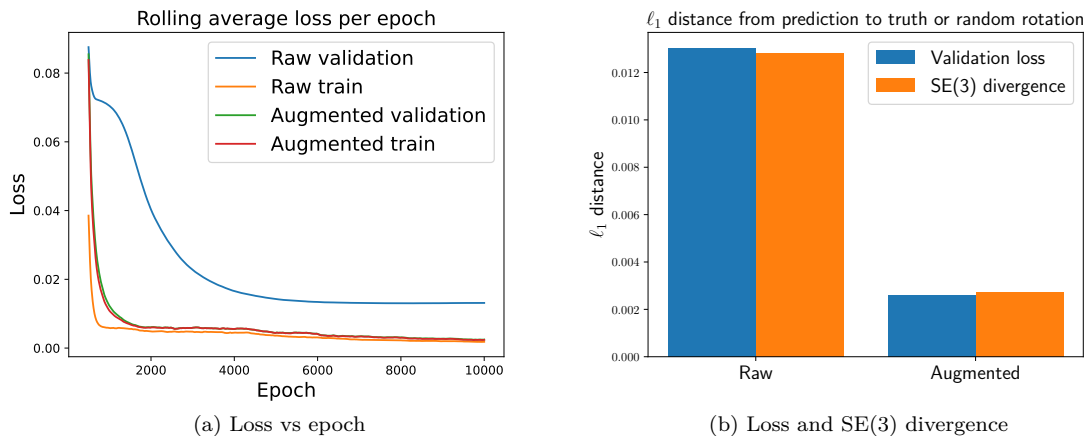 Rolling average loss per epoch
Raw validation
Raw train
Augmented validation
Augmented train
Loss
0.08
0.06
0.04
0.02
0.00
2000 4000 6000 8000 10000
Epoch
(a) Loss vs epoch
ℓ₁ distance from prediction to truth or random rotation
Validation loss
SE(3) divergence
ℓ₁ distance
0.012
0.010
0.008
0.006
0.004
0.002
0.000
Raw Augmented
(b) Loss and SE(3) divergence